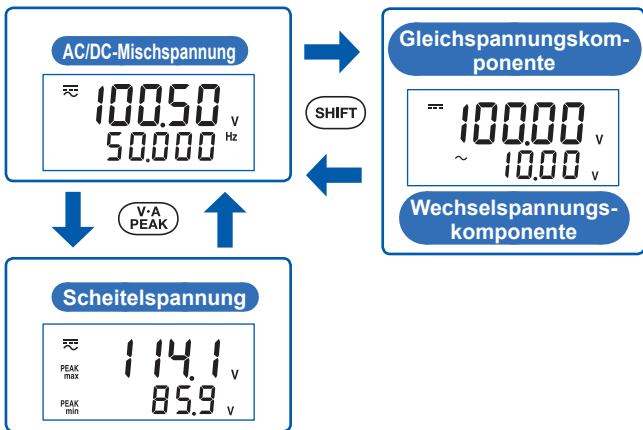 AC/DC-Mischspannung
100.50 V
50.000 Hz
SHIFT
Gleichspannungskom-
ponente
100.00 V
~ 10.00 V
Wechselspannungs-
komponente
V·A
PEAK
Scheitelspannung
PEAK
max
114.1 V
PEAK
min
85.9 V